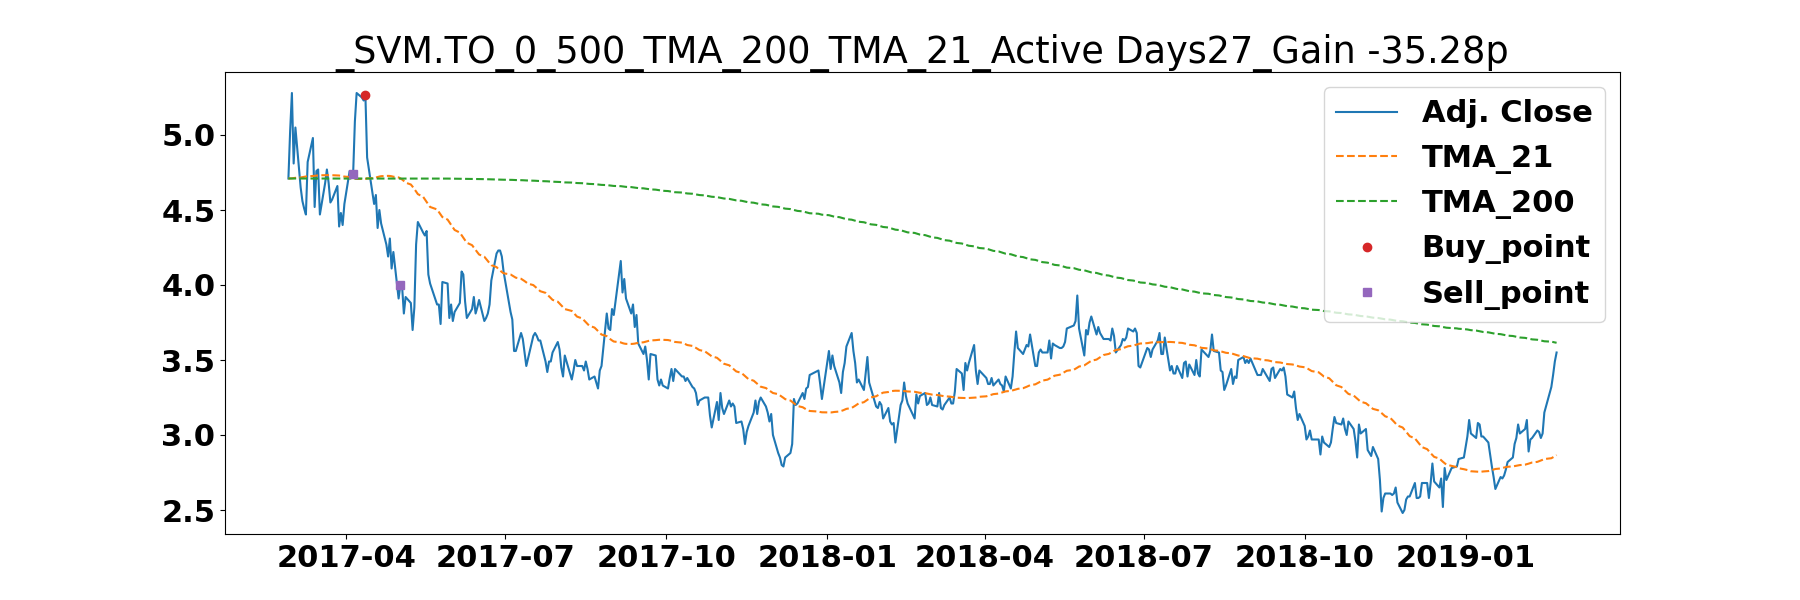 _SVM.TO_0_500_TMA_200_TMA_21_Active Days27_Gain -35.28p
Adj. Close
TMA_21
TMA_200
Buy_point
Sell_point
5.0
4.5
4.0
3.5
3.0
2.5
2017-04 2017-07 2017-10 2018-01 2018-04 2018-07 2018-10 2019-01